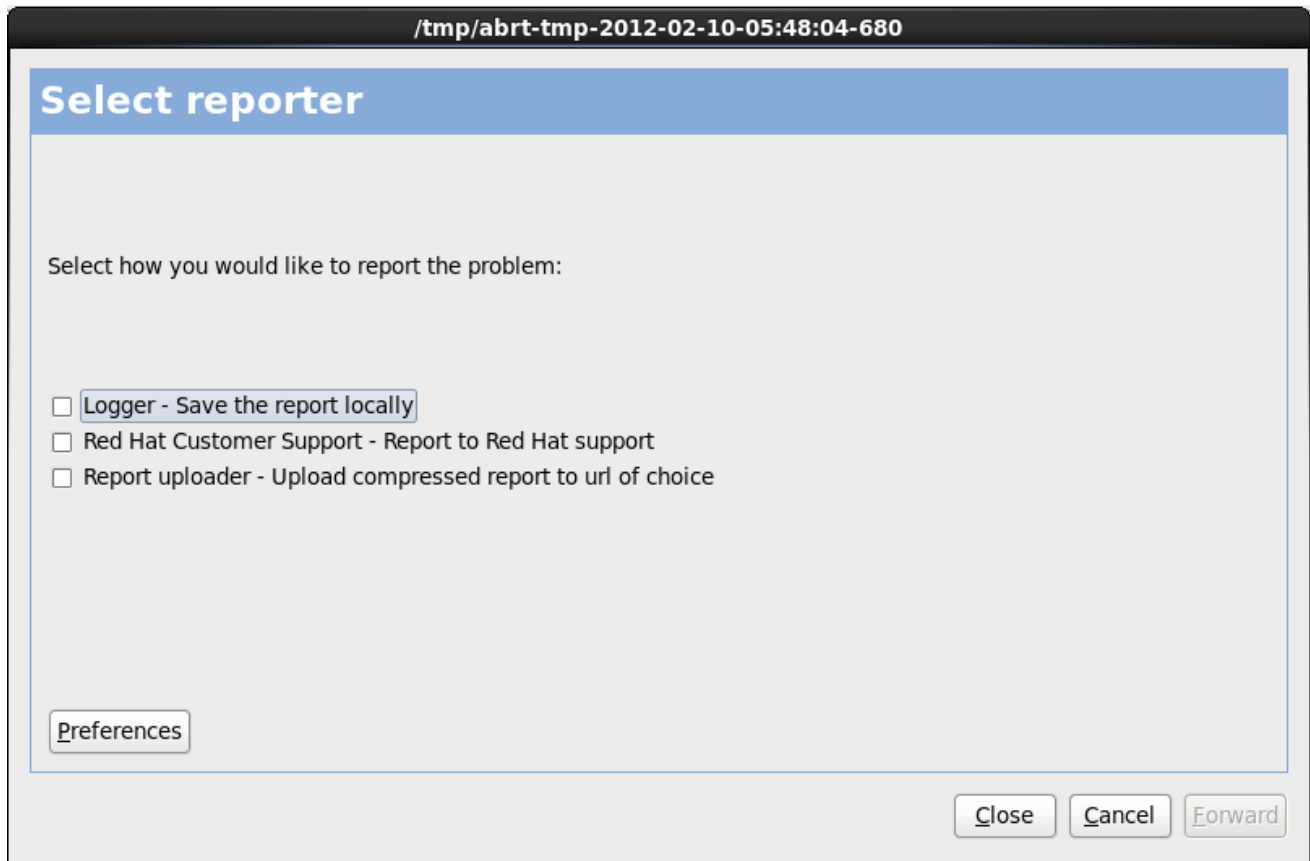 /tmp/abrt-tmp-2012-02-10-05:48:04-680
Select reporter
Select how you would like to report the problem:
Logger - Save the report locally
Red Hat Customer Support - Report to Red Hat support
Report uploader - Upload compressed report to url of choice
Preferences
Close Cancel Forward